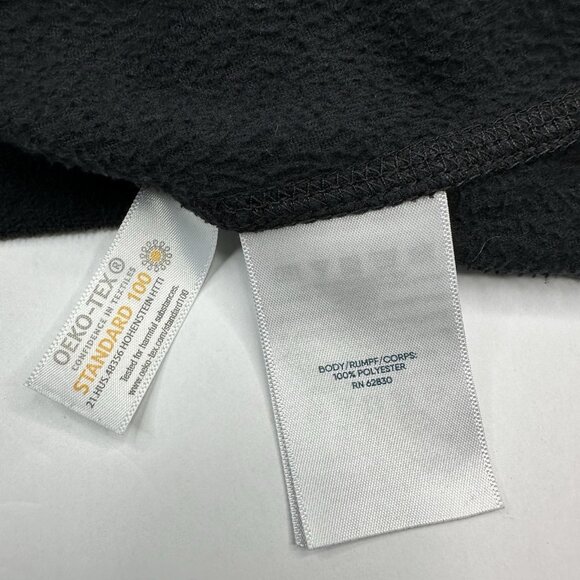 OEKO-TEX®
CONFIDENCE IN TEXTILES
STANDARD 100
21.HUS.48356 HOHENSTEIN HTTI
Tested for harmful substances.
www.oeko-tex.com/standard100
BODY/RUMPF/CORPS:
100% POLYESTER
RN 62830